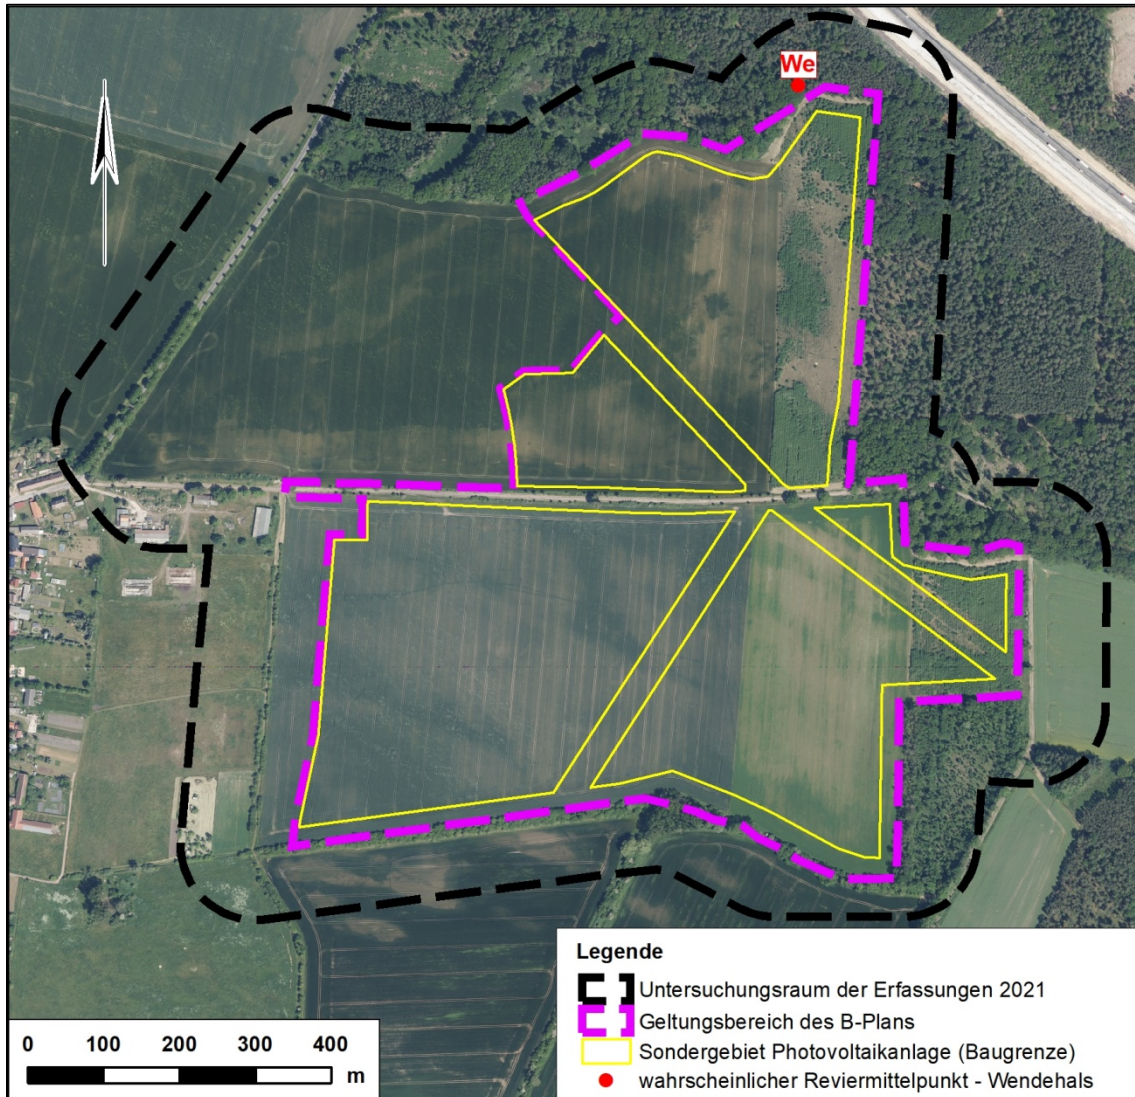 We
Legende
Untersuchungsraum der Erfassungen 2021
Geltungsbereich des B-Plans
Sondergebiet Photovoltaikanlage (Baugrenze)
wahrscheinlicher Reviermittelpunkt - Wendehals
0 100 200 300 400
m